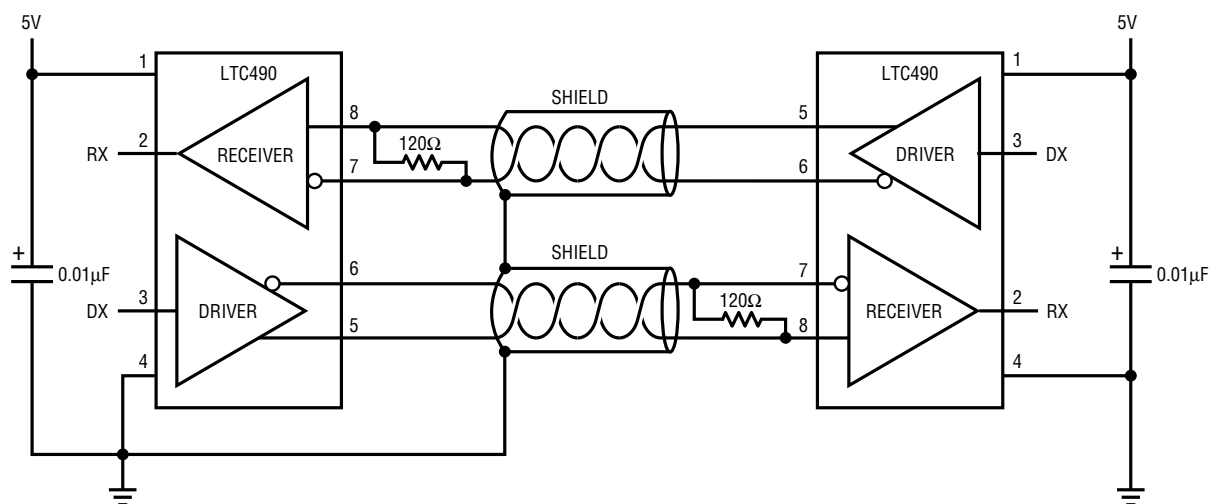 5V
5V
1
LTC490
SHIELD
LTC490
1
8
5
2
120Ω
3
RX
RECEIVER
DRIVER
DX
7
6
+
0.01µF
SHIELD
+
0.01µF
6
7
3
120Ω
2
DX
DRIVER
RECEIVER
RX
5
8
4
4